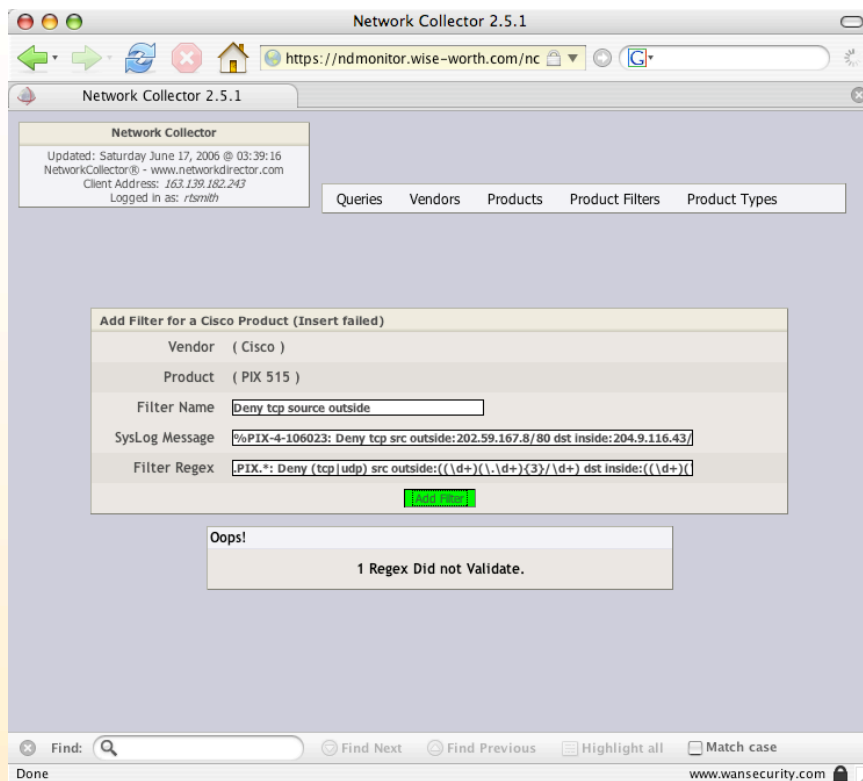 Network Collector 2.5.1
https://ndmonitor.wise-worth.com/nc
G
Network Collector 2.5.1
Network Collector
Updated: Saturday June 17, 2006 @ 03:39:16
NetworkCollector® - www.networkdirector.com
Client Address: 163.139.182.243
Logged in as: rtsmith
Queries Vendors Products Product Filters Product Types
Add Filter for a Cisco Product (Insert failed)
Vendor ( Cisco )
Product ( PIX 515 )
Filter Name Deny tcp source outside
SysLog Message %PIX-4-106023: Deny tcp src outside:202.59.167.8/80 dst inside:204.9.116.43/
Filter Regex .PIX.*: Deny (tcp|udp) src outside:((\d+)(\.\d+){3}/\d+) dst inside:((\d+)(
Add Filter
Oops!
1 Regex Did not Validate.
Find: Find Next Find Previous Highlight all Match case
Done www.wansecurity.com